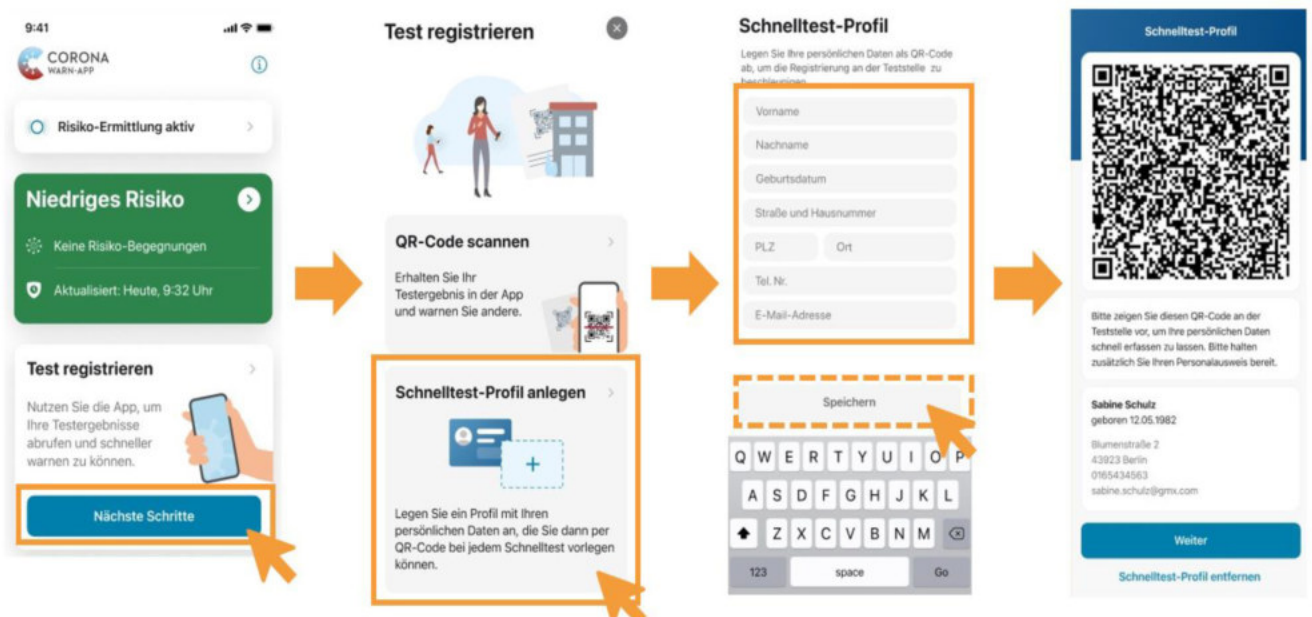 9:41
CORONA
WARN-APP
Risiko-Ermittlung aktiv
Niedriges Risiko
Keine Risiko-Begegnungen
Aktualisiert: Heute, 9:32 Uhr
Test registrieren
Nutzen Sie die App, um
Ihre Testergebnisse
abrufen und schneller
warnen zu können.
Nächste Schritte
Test registrieren
QR-Code scannen
Erhalten Sie Ihr
Testergebnis in der App
und warnen Sie andere.
Schnelltest-Profil anlegen
Legen Sie ein Profil mit Ihren
persönlichen Daten an, die Sie dann per
QR-Code bei jedem Schnelltest vorlegen
können.
Schnelltest-Profil
Legen Sie Ihre persönlichen Daten als QR-Code
ab, um die Registrierung an der Teststelle zu
beschleunigen
Vorname
Nachname
Geburtsdatum
Straße und Hausnummer
PLZ Ort
Tel. Nr.
E-Mail-Adresse
Speichern
Q W E R T Y U I O P
A S D F G H J K L
Z X C V B N M
123 space Go
Schnelltest-Profil
Bitte zeigen Sie diesen QR-Code an der
Teststelle vor, um Ihre persönlichen Daten
schnell erfassen zu lassen. Bitte halten
zusätzlich Sie Ihren Personalausweis bereit.
Sabine Schulz
geboren 12.05.1982
Blumenstraße 2
43923 Berlin
0165434563
sabine.schulz@gmx.com
Weiter
Schnelltest-Profil entfernen